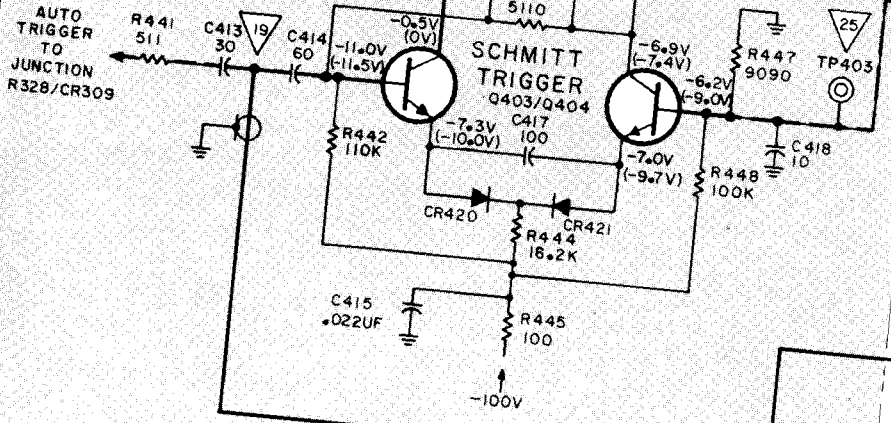 AUTO
TRIGGER
TO
JUNCTION
R328/CR309
R441
511
C413
30
19
C414
60
-11.0V
(-11.5V)
-0.5V
(0V)
5110
SCHMITT
TRIGGER
Q403/Q404
-7.3V
(-10.0V)
C417
100
-6.9V
(-7.4V)
-6.2V
(-9.0V)
-7.0V
(-9.7V)
R447
9090
25
TP403
C418
10
R442
110K
R448
100K
CR420
CR421
R444
16.2K
C415
.022UF
R445
100
-100V